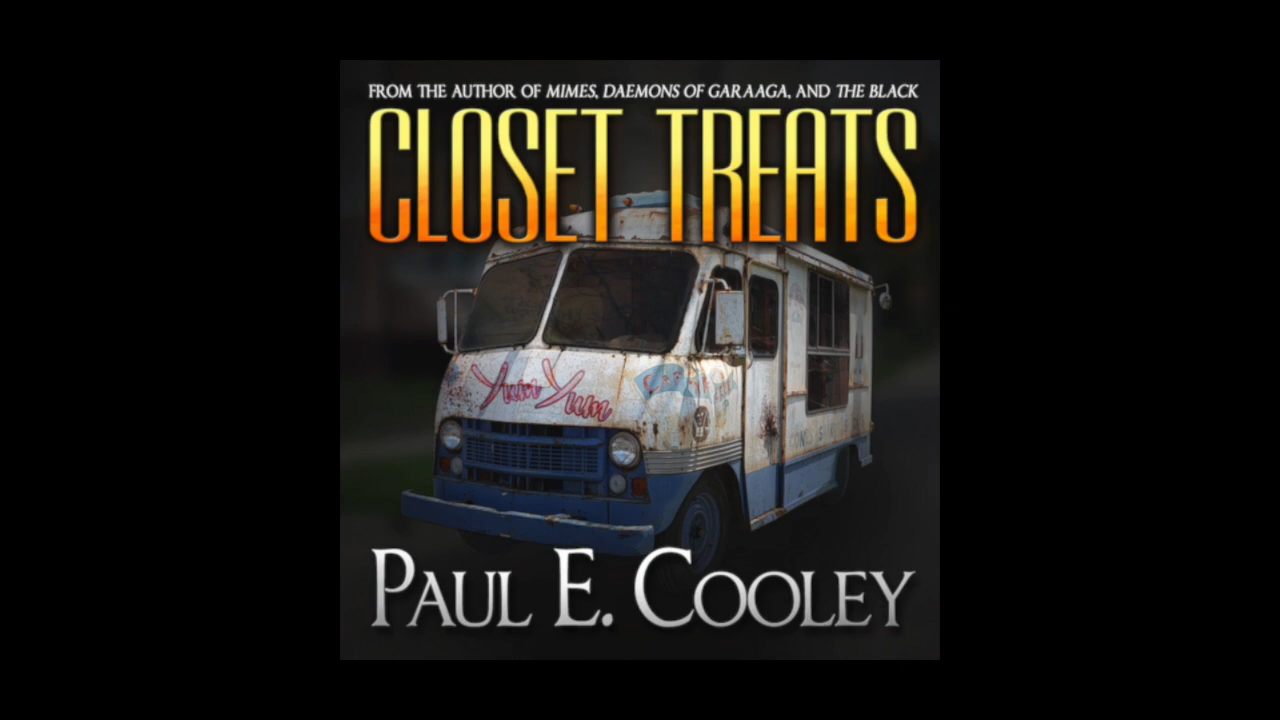 FROM THE AUTHOR OF MIMES, DAEMONS OF GARAAGA, AND THE BLACK
CLOSET TREATS
Yum Yum
PAUL E. COOLEY